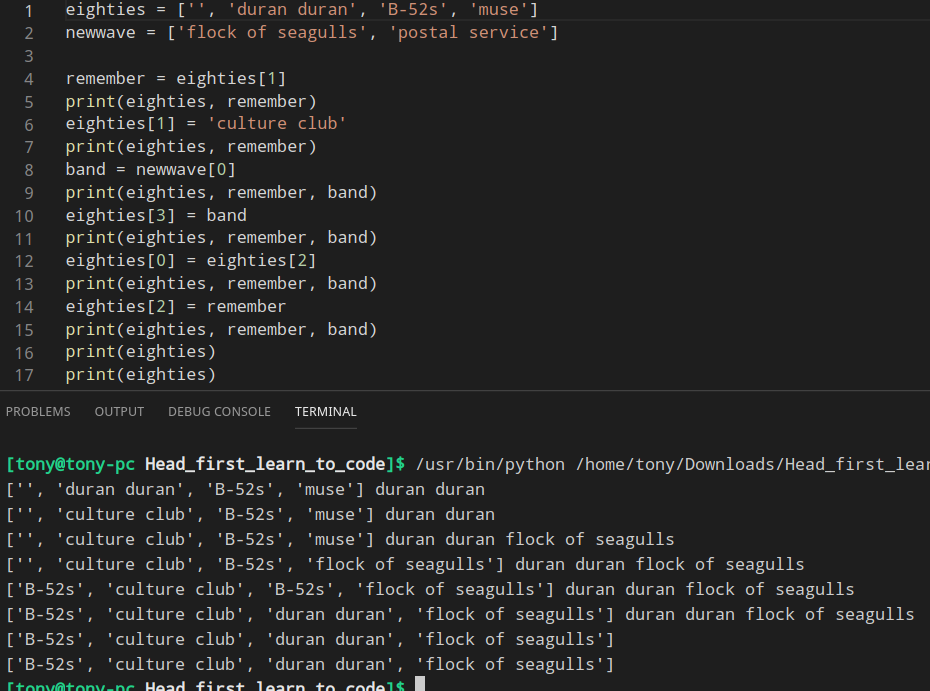 1 eighties = ['', 'duran duran', 'B-52s', 'muse']
2 newwave = ['flock of seagulls', 'postal service']
3
4 remember = eighties[1]
5 print(eighties, remember)
6 eighties[1] = 'culture club'
7 print(eighties, remember)
8 band = newwave[0]
9 print(eighties, remember, band)
10 eighties[3] = band
11 print(eighties, remember, band)
12 eighties[0] = eighties[2]
13 print(eighties, remember, band)
14 eighties[2] = remember
15 print(eighties, remember, band)
16 print(eighties)
17 print(eighties)
PROBLEMS OUTPUT DEBUG CONSOLE TERMINAL
[tony@tony-pc Head_first_learn_to_code]$ /usr/bin/python /home/tony/Downloads/Head_first_lear
['', 'duran duran', 'B-52s', 'muse'] duran duran
['', 'culture club', 'B-52s', 'muse'] duran duran
['', 'culture club', 'B-52s', 'muse'] duran duran flock of seagulls
['', 'culture club', 'B-52s', 'flock of seagulls'] duran duran flock of seagulls
['B-52s', 'culture club', 'B-52s', 'flock of seagulls'] duran duran flock of seagulls
['B-52s', 'culture club', 'duran duran', 'flock of seagulls'] duran duran flock of seagulls
['B-52s', 'culture club', 'duran duran', 'flock of seagulls']
['B-52s', 'culture club', 'duran duran', 'flock of seagulls']
[tony@tony-pc Head_first_learn_to_code]$